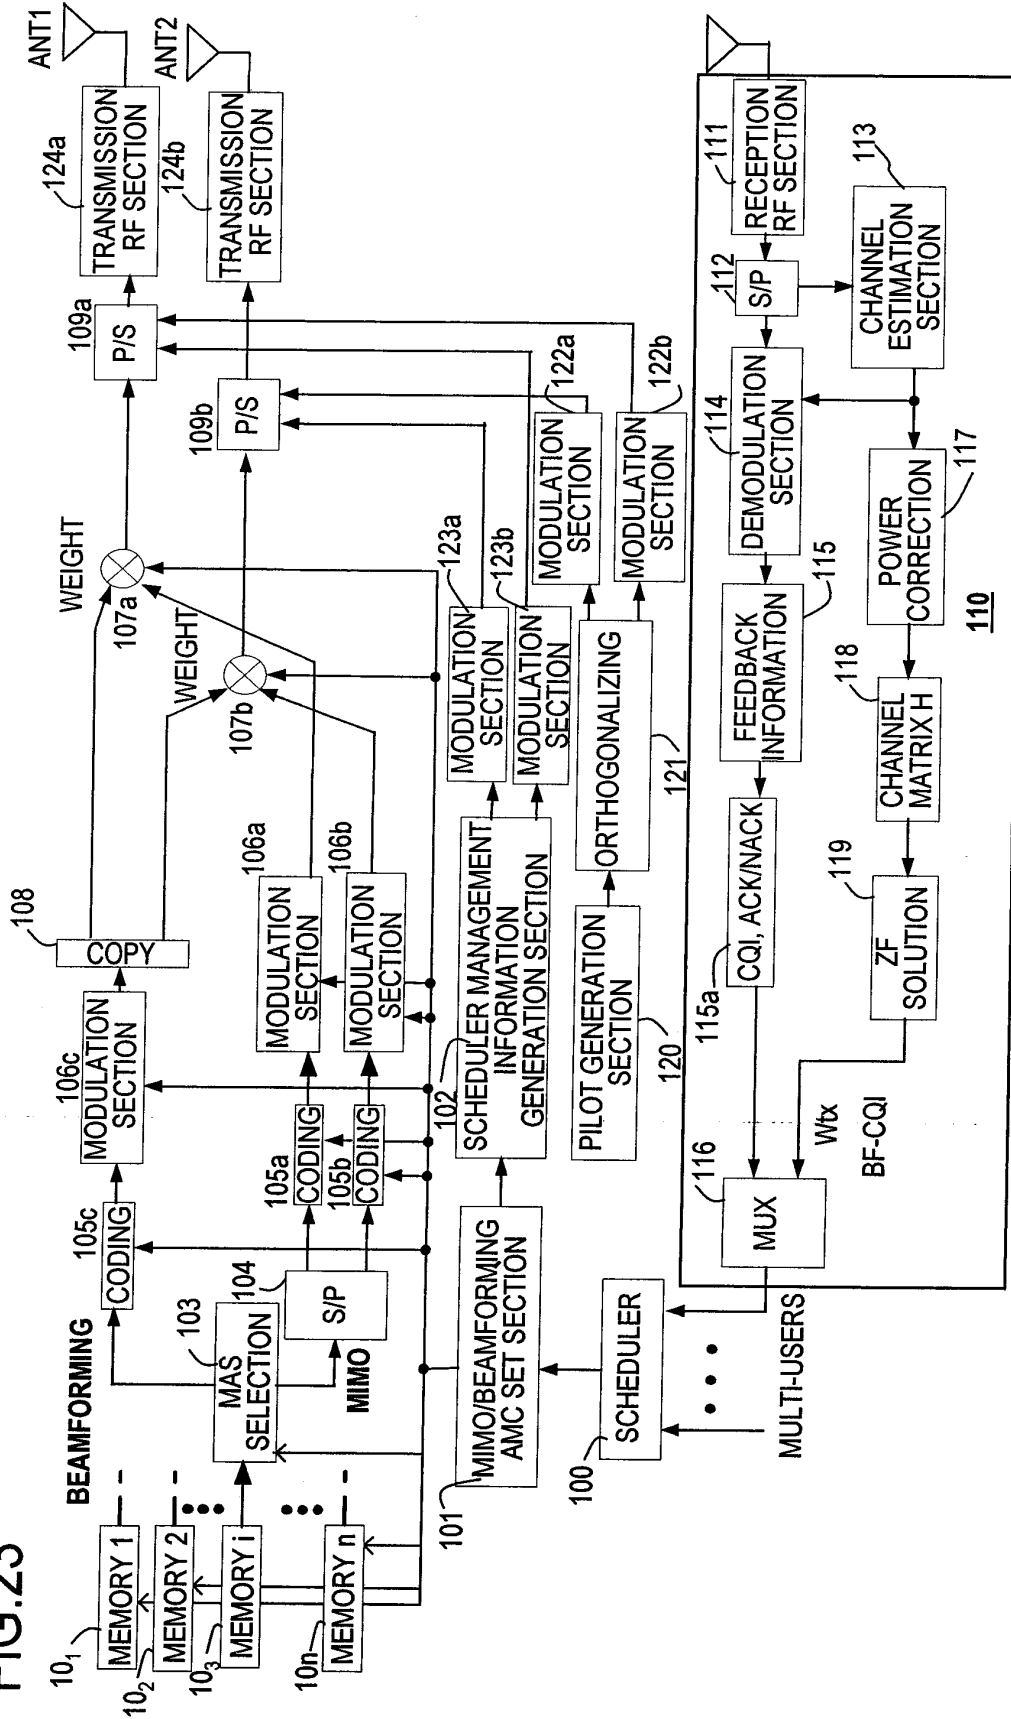 FIG.23
BEAMFORMING
10₁
MEMORY 1
10₂
MEMORY 2
10₃
MEMORY i
10n
MEMORY n
103
MAS
SELECTION
MIMO
104
S/P
105c
CODING
105a
CODING
105b
CODING
106c
MODULATION
SECTION
108
COPY
106a
MODULATION
SECTION
106b
MODULATION
SECTION
WEIGHT
107a
WEIGHT
107b
109a
P/S
109b
P/S
124a
TRANSMISSION
RF SECTION
124b
TRANSMISSION
RF SECTION
ANT1
ANT2
101
MIMO/BEAMFORMING
AMC SET SECTION
102
SCHEDULER MANAGEMENT
INFORMATION
GENERATION SECTION
123a
MODULATION
SECTION
123b
MODULATION
SECTION
122a
MODULATION
SECTION
122b
MODULATION
SECTION
PILOT GENERATION
SECTION
120
ORTHOGONALIZING
121
100
SCHEDULER
MULTI-USERS
116
MUX
Wtx
BF-CQI
115a
CQI, ACK/NACK
FEEDBACK
INFORMATION
115
114
DEMODULATION
SECTION
112
S/P
111
RECEPTION
RF SECTION
113
CHANNEL
ESTIMATION
SECTION
117
POWER
CORRECTION
118
CHANNEL
MATRIX H
119
ZF
SOLUTION
110